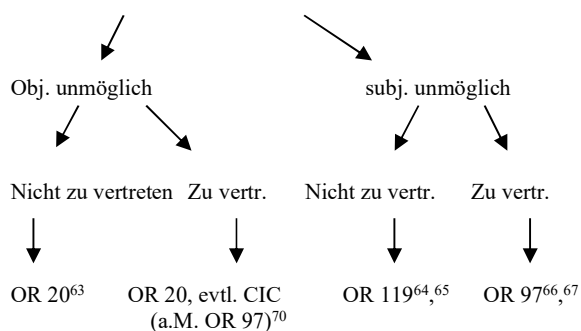 Obj. unmöglich subj. unmöglich
Nicht zu vertreten Zu vertr. Nicht zu vertr. Zu vertr.
OR 20⁶³ OR 20, evtl. CIC OR 119⁶⁴,⁶⁵ OR 97⁶⁶,⁶⁷
(a.M. OR 97)⁷⁰